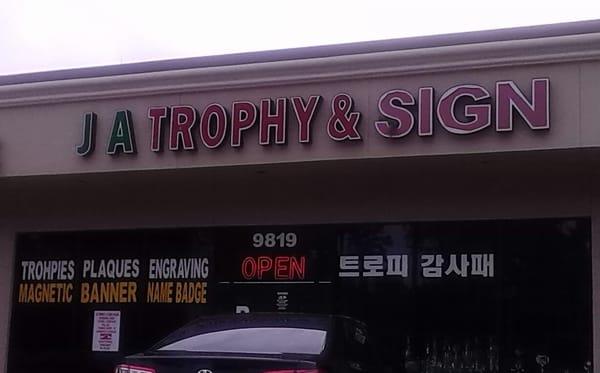 J A TROPHY & SIGN
9819
TROHPIES PLAQUES ENGRAVING OPEN 트로피 감사패
MAGNETIC BANNER NAME BADGE